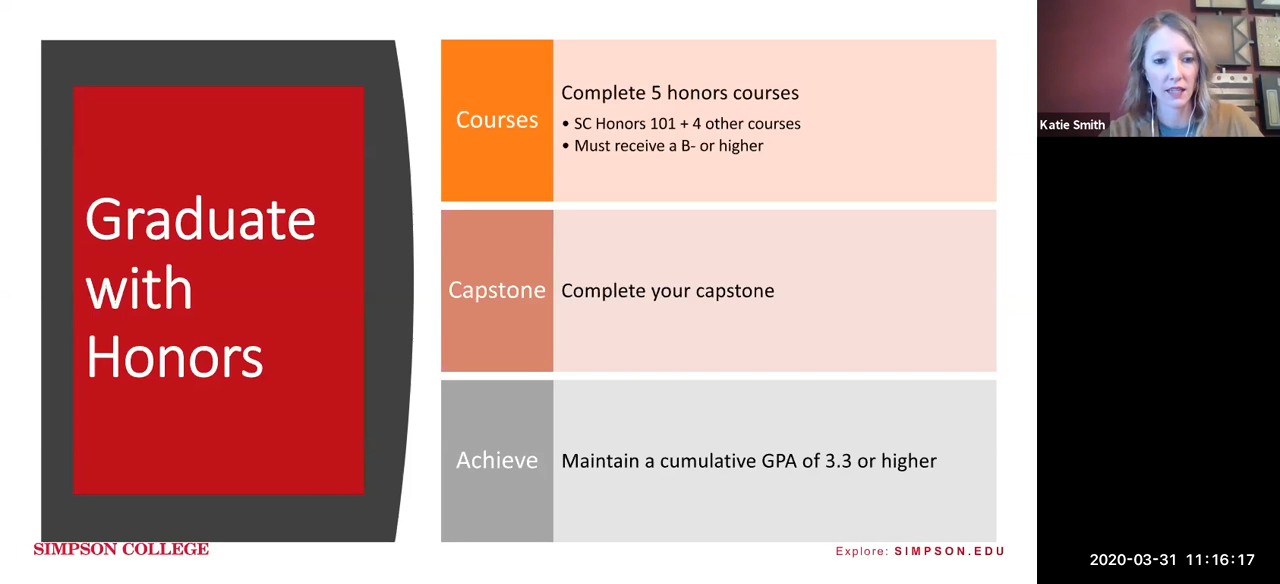 Graduate
with
Honors
Courses
Complete 5 honors courses
• SC Honors 101 + 4 other courses
• Must receive a B- or higher
Capstone
Complete your capstone
Achieve
Maintain a cumulative GPA of 3.3 or higher
SIMPSON COLLEGE
Explore: SIMPSON.EDU
Katie Smith
2020-03-31 11:16:17